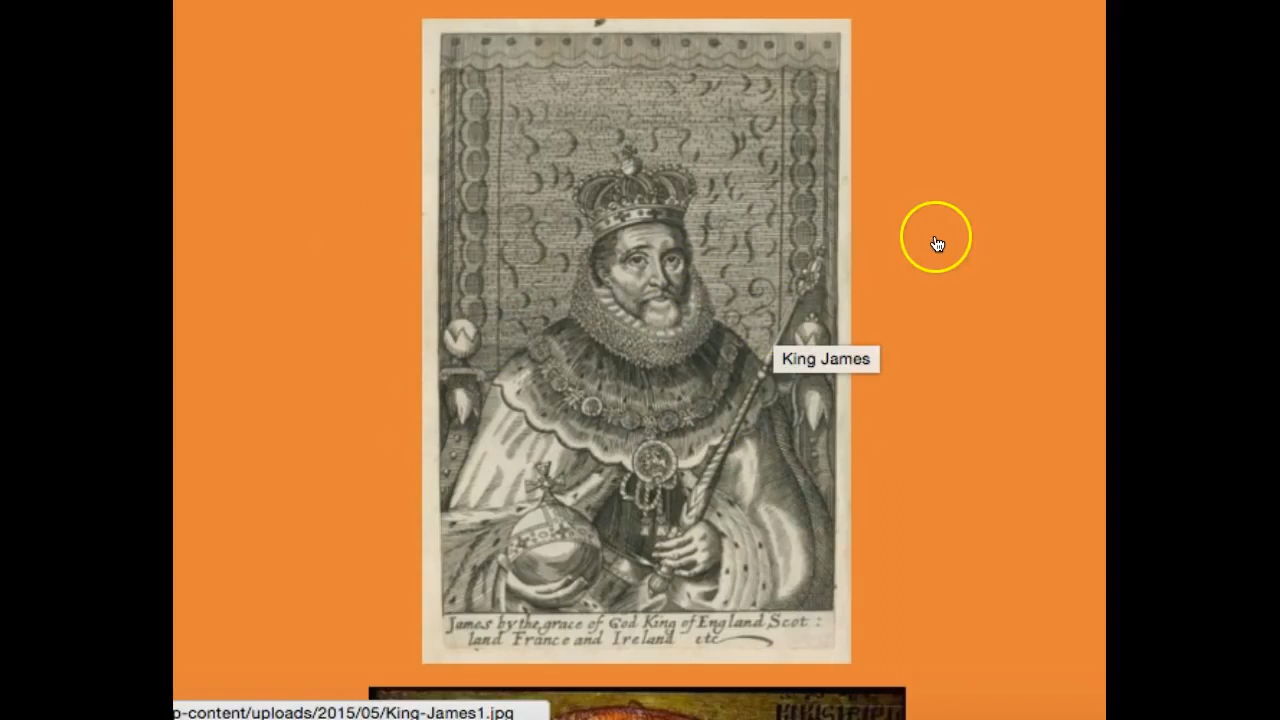 King James
James by the grace of God King of England Scot :
land France and Ireland etc
p-content/uploads/2015/05/King-James1.jpg